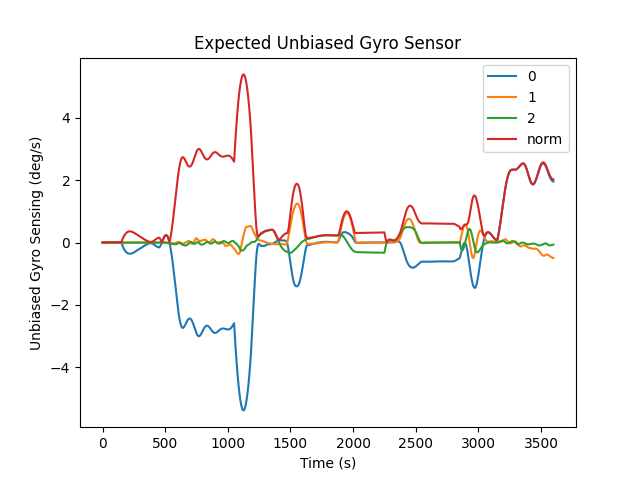 Expected Unbiased Gyro Sensor
Unbiased Gyro Sensing (deg/s)
4
2
0
−2
−4
0
1
2
norm
0 500 1000 1500 2000 2500 3000 3500
Time (s)